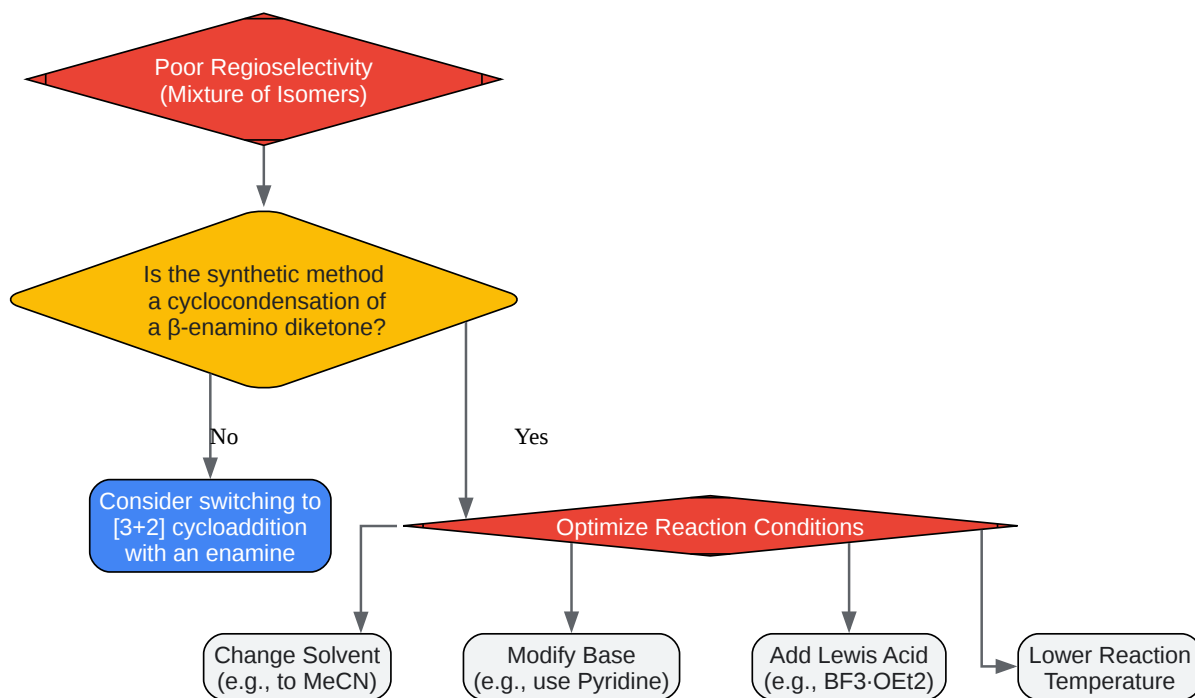 Poor Regioselectivity
(Mixture of Isomers)
Is the synthetic method
a cyclocondensation of
a β-enamino diketone?
No
Yes
Consider switching to
[3+2] cycloaddition
with an enamine
Optimize Reaction Conditions
Change Solvent
(e.g., to MeCN)
Modify Base
(e.g., use Pyridine)
Add Lewis Acid
(e.g., BF3·OEt2)
Lower Reaction
Temperature